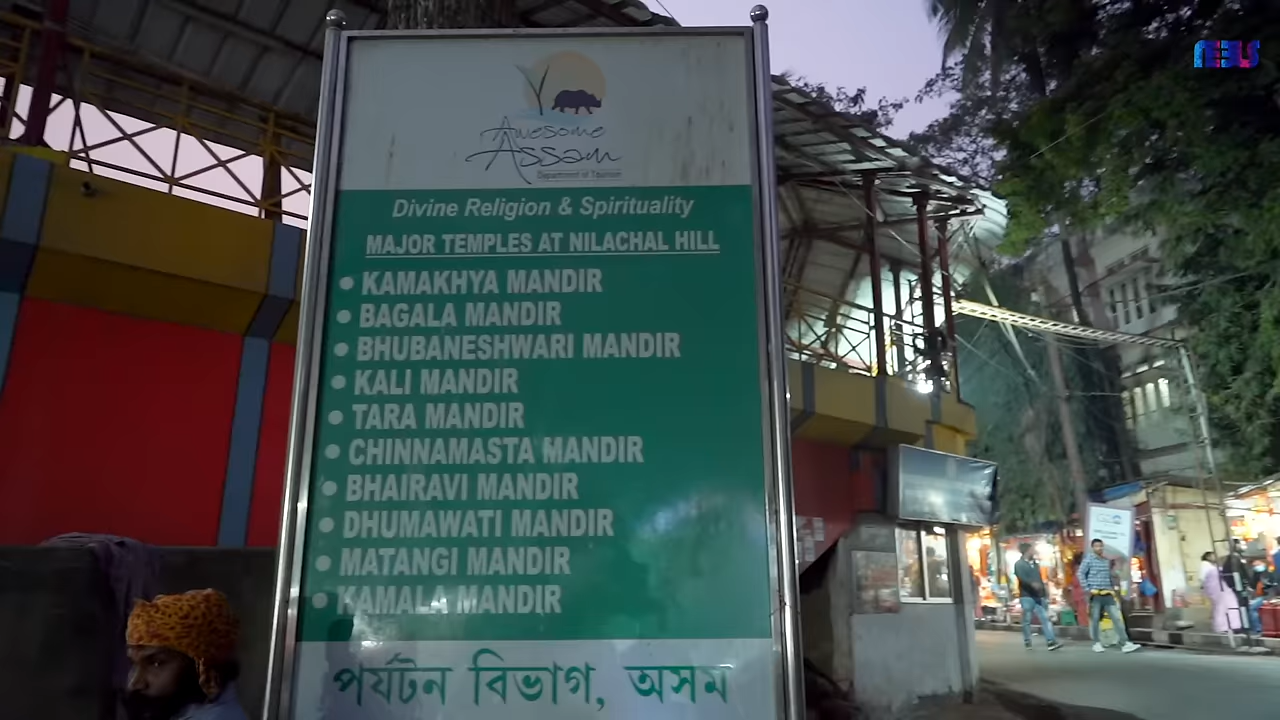 Awesome
Assam
Department of Tourism
Divine Religion & Spirituality
MAJOR TEMPLES AT NILACHAL HILL
• KAMAKHYA MANDIR
• BAGALA MANDIR
• BHUBANESHWARI MANDIR
• KALI MANDIR
• TARA MANDIR
• CHINNAMASTA MANDIR
• BHAIRAVI MANDIR
• DHUMAWATI MANDIR
• MATANGI MANDIR
• KAMALA MANDIR
পৰ্যটন বিভাগ, অসম